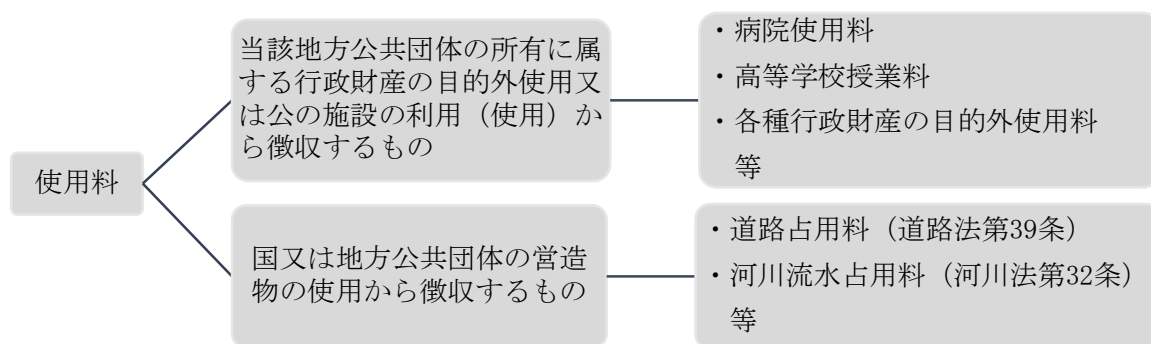 使用料
当該地方公共団体の所有に属
する行政財産の目的外使用又
は公の施設の利用（使用）か
ら徴収するもの
・病院使用料
・高等学校授業料
・各種行政財産の目的外使用料
等
国又は地方公共団体の営造
物の使用から徴収するもの
・道路占用料（道路法第39条）
・河川流水占用料（河川法第32条）
等